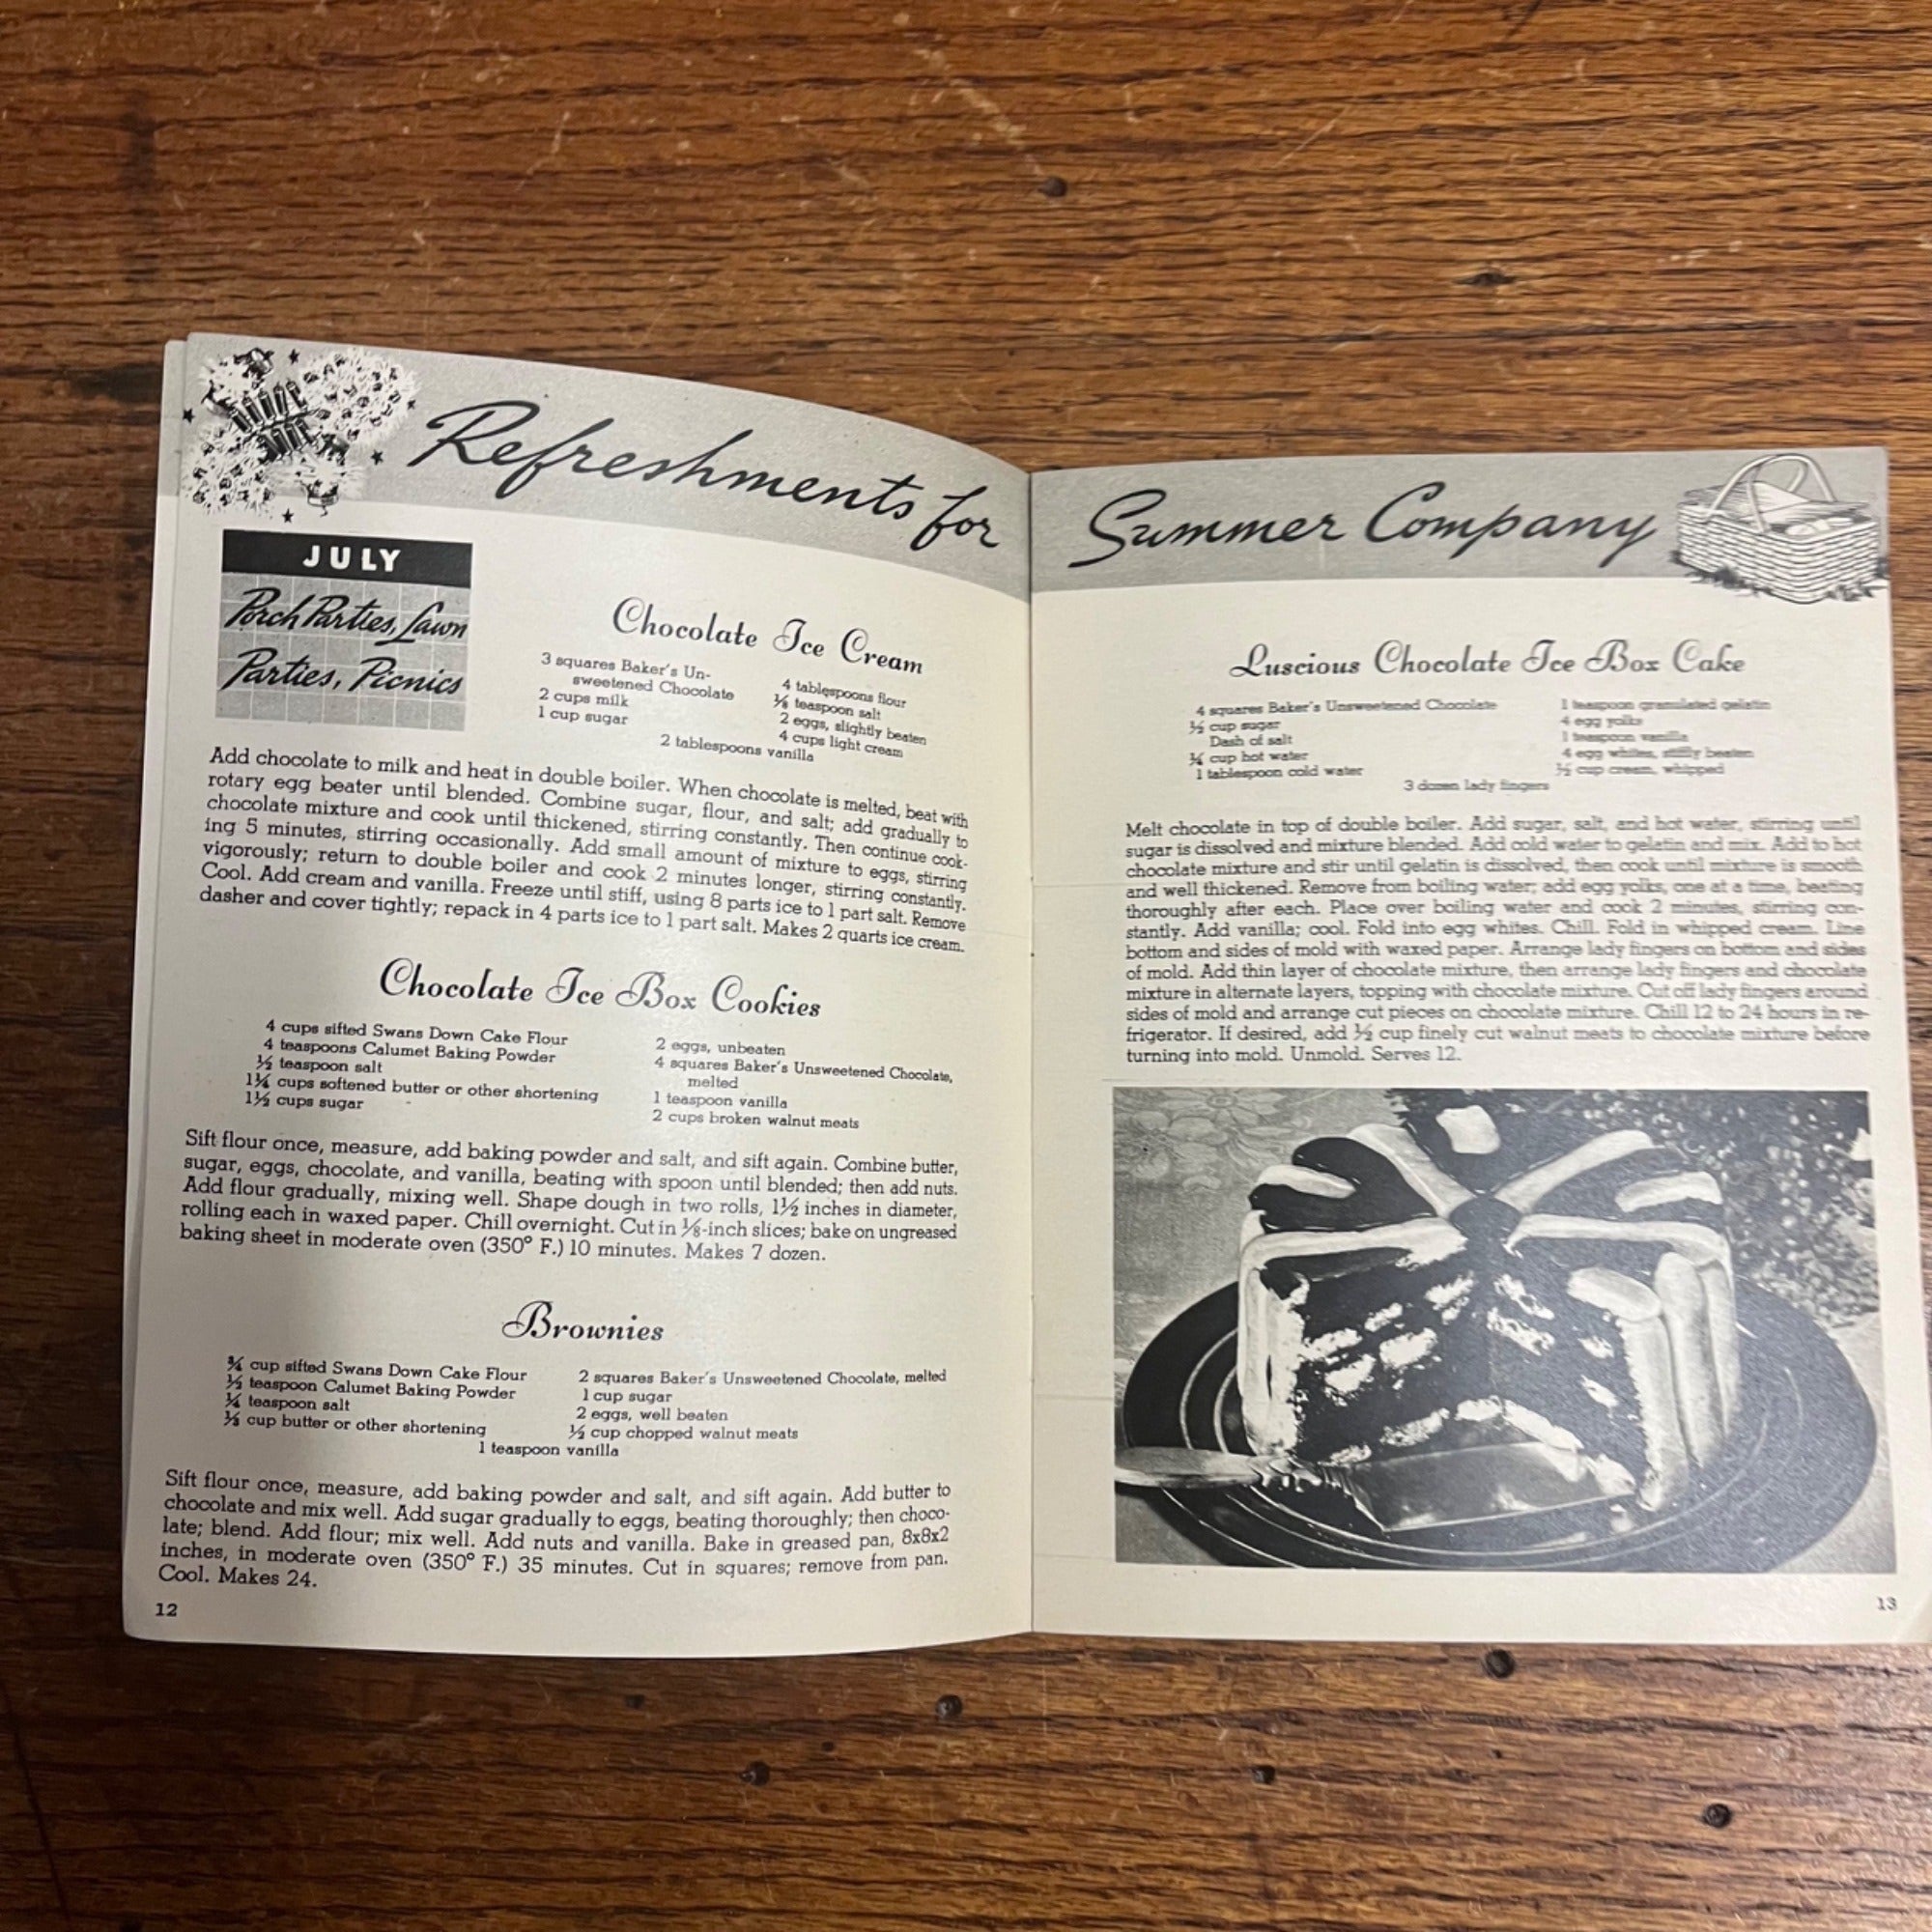 Refreshments for
JULY
Porch Parties, Lawn
Parties, Picnics
Chocolate Ice Cream
3 squares Baker's Un-
sweetened Chocolate
2 cups milk
1 cup sugar
4 tablespoons flour
⅛ teaspoon salt
2 eggs, slightly beaten
4 cups light cream
2 tablespoons vanilla
Add chocolate to milk and heat in double boiler. When chocolate is melted, beat with
rotary egg beater until blended. Combine sugar, flour, and salt; add gradually to
chocolate mixture and cook until thickened, stirring constantly. Then continue cook-
ing 5 minutes, stirring occasionally. Add small amount of mixture to eggs, stirring
vigorously; return to double boiler and cook 2 minutes longer, stirring constantly.
Cool. Add cream and vanilla. Freeze until stiff, using 8 parts ice to 1 part salt. Remove
dasher and cover tightly; repack in 4 parts ice to 1 part salt. Makes 2 quarts ice cream.
Chocolate Ice Box Cookies
4 cups sifted Swans Down Cake Flour
4 teaspoons Calumet Baking Powder
½ teaspoon salt
1¼ cups softened butter or other shortening
1½ cups sugar
2 eggs, unbeaten
4 squares Baker's Unsweetened Chocolate,
melted
1 teaspoon vanilla
2 cups broken walnut meats
Sift flour once, measure, add baking powder and salt, and sift again. Combine butter,
sugar, eggs, chocolate, and vanilla, beating with spoon until blended; then add nuts.
Add flour gradually, mixing well. Shape dough in two rolls, 1½ inches in diameter,
rolling each in waxed paper. Chill overnight. Cut in ⅛-inch slices; bake on ungreased
baking sheet in moderate oven (350° F.) 10 minutes. Makes 7 dozen.
Brownies
¾ cup sifted Swans Down Cake Flour
½ teaspoon Calumet Baking Powder
¼ teaspoon salt
⅓ cup butter or other shortening
2 squares Baker's Unsweetened Chocolate, melted
1 cup sugar
2 eggs, well beaten
½ cup chopped walnut meats
1 teaspoon vanilla
Sift flour once, measure, add baking powder and salt, and sift again. Add butter to
chocolate and mix well. Add sugar gradually to eggs, beating thoroughly; then choco-
late; blend. Add flour; mix well. Add nuts and vanilla. Bake in greased pan, 8x8x2
inches, in moderate oven (350° F.) 35 minutes. Cut in squares; remove from pan.
Cool. Makes 24.
12
Summer Company
Luscious Chocolate Ice Box Cake
4 squares Baker's Unsweetened Chocolate
½ cup sugar
Dash of salt
¼ cup hot water
1 tablespoon cold water
1 teaspoon granulated gelatin
4 egg yolks
1 teaspoon vanilla
4 egg whites, stiffly beaten
½ cup cream, whipped
3 dozen lady fingers
Melt chocolate in top of double boiler. Add sugar, salt, and hot water, stirring until
sugar is dissolved and mixture blended. Add cold water to gelatin and mix. Add to hot
chocolate mixture and stir until gelatin is dissolved, then cook until mixture is smooth
and well thickened. Remove from boiling water; add egg yolks, one at a time, beating
thoroughly after each. Place over boiling water and cook 2 minutes, stirring con-
stantly. Add vanilla; cool. Fold into egg whites. Chill. Fold in whipped cream. Line
bottom and sides of mold with waxed paper. Arrange lady fingers on bottom and sides
of mold. Add thin layer of chocolate mixture, then arrange lady fingers and chocolate
mixture in alternate layers, topping with chocolate mixture. Cut off lady fingers around
sides of mold and arrange cut pieces on chocolate mixture. Chill 12 to 24 hours in re-
frigerator. If desired, add ½ cup finely cut walnut meats to chocolate mixture before
turning into mold. Unmold. Serves 12.
13